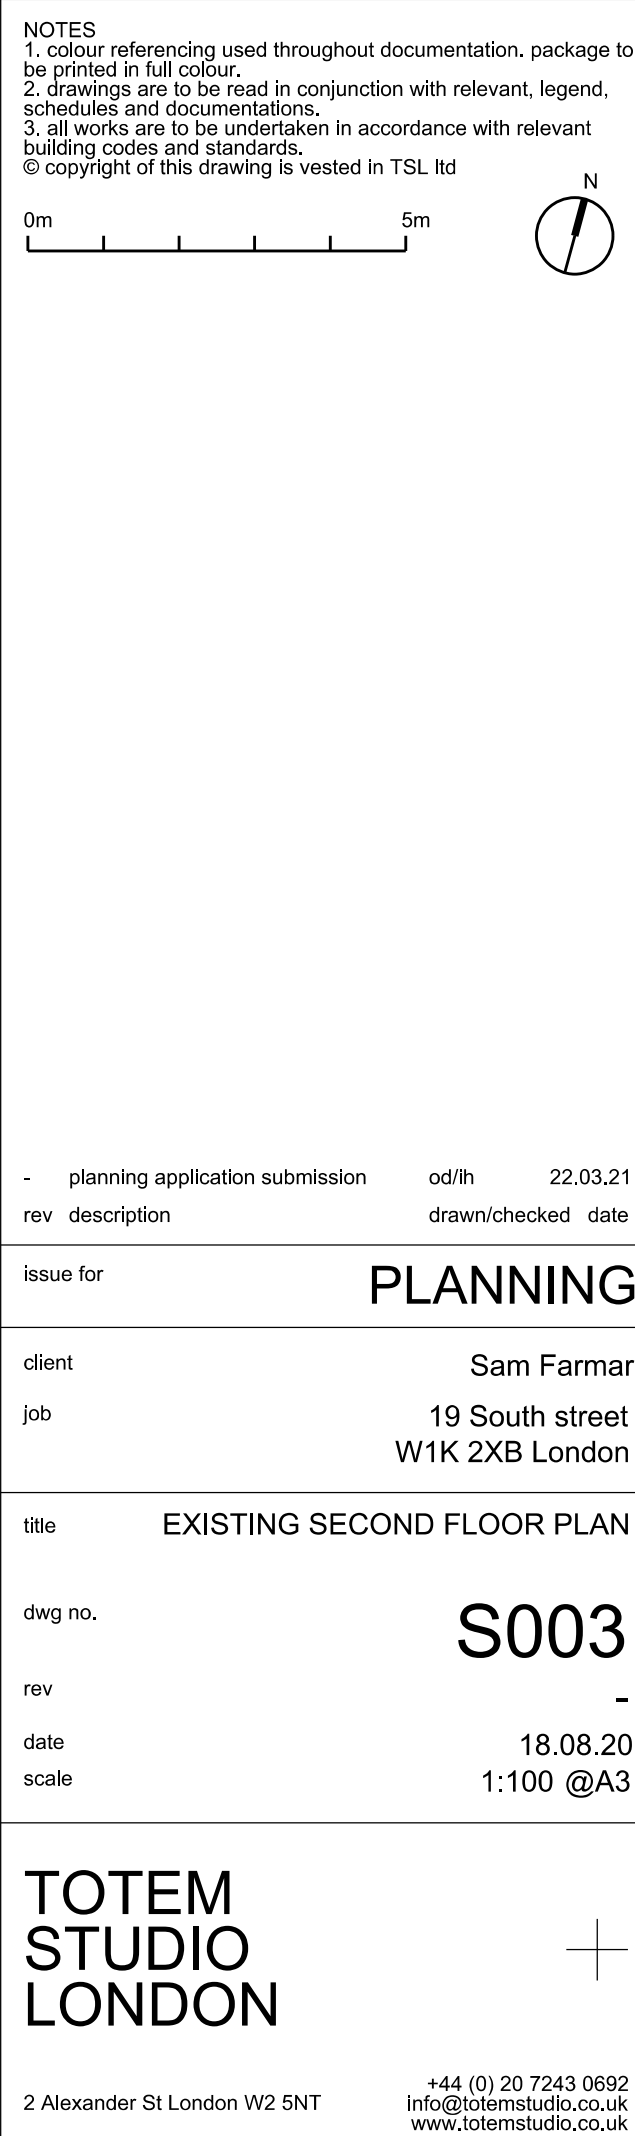 NOTES
1. colour referencing used throughout documentation. package to
be printed in full colour.
2. drawings are to be read in conjunction with relevant, legend,
schedules and documentations.
3. all works are to be undertaken in accordance with relevant
building codes and standards.
© copyright of this drawing is vested in TSL ltd
N
0m 5m
- planning application submission od/ih 22.03.21
rev description drawn/checked date
issue for PLANNING
client Sam Farmar
job 19 South street
W1K 2XB London
title EXISTING SECOND FLOOR PLAN
dwg no. S003
rev -
date 18.08.20
scale 1:100 @A3
TOTEM
STUDIO
LONDON
2 Alexander St London W2 5NT
+44 (0) 20 7243 0692
info@totemstudio.co.uk
www.totemstudio.co.uk